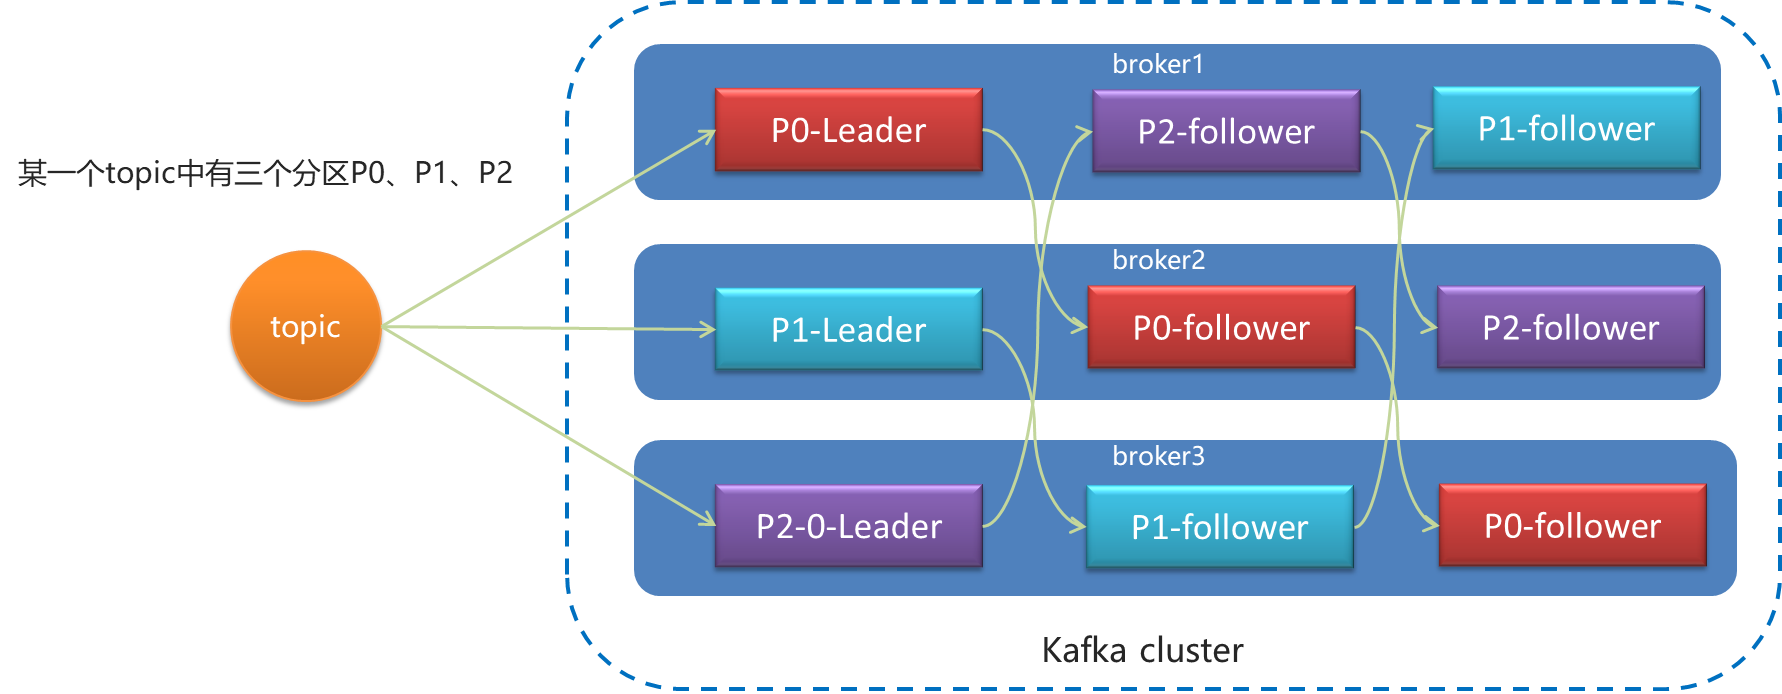 某一个topic中有三个分区P0、P1、P2
topic
broker1
P0-Leader
P2-follower
P1-follower
broker2
P1-Leader
P0-follower
P2-follower
broker3
P2-0-Leader
P1-follower
P0-follower
Kafka cluster